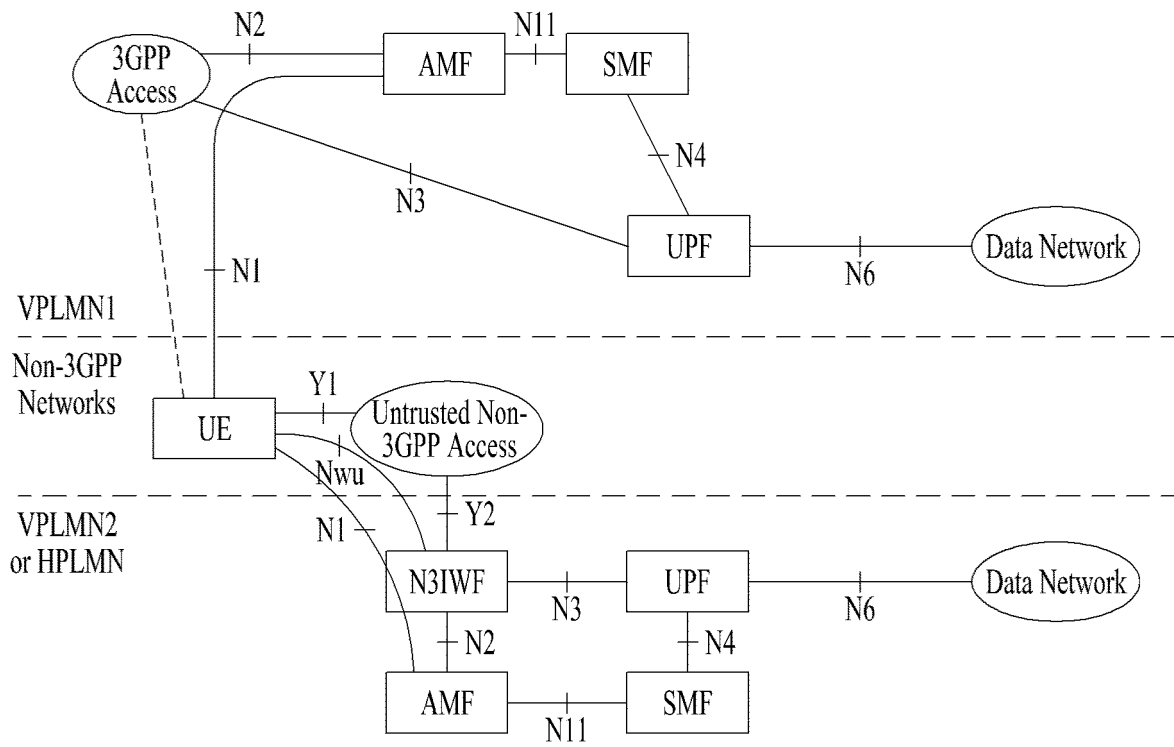 N2
N11
3GPP
Access
AMF
SMF
N4
N3
UPF
Data Network
N1
N6
VPLMN1
Non-3GPP
Networks
Y1
Untrusted Non-
3GPP Access
UE
Nwu
VPLMN2
or HPLMN
N1
Y2
N3IWF
UPF
Data Network
N3
N6
N2
N4
AMF
SMF
N11